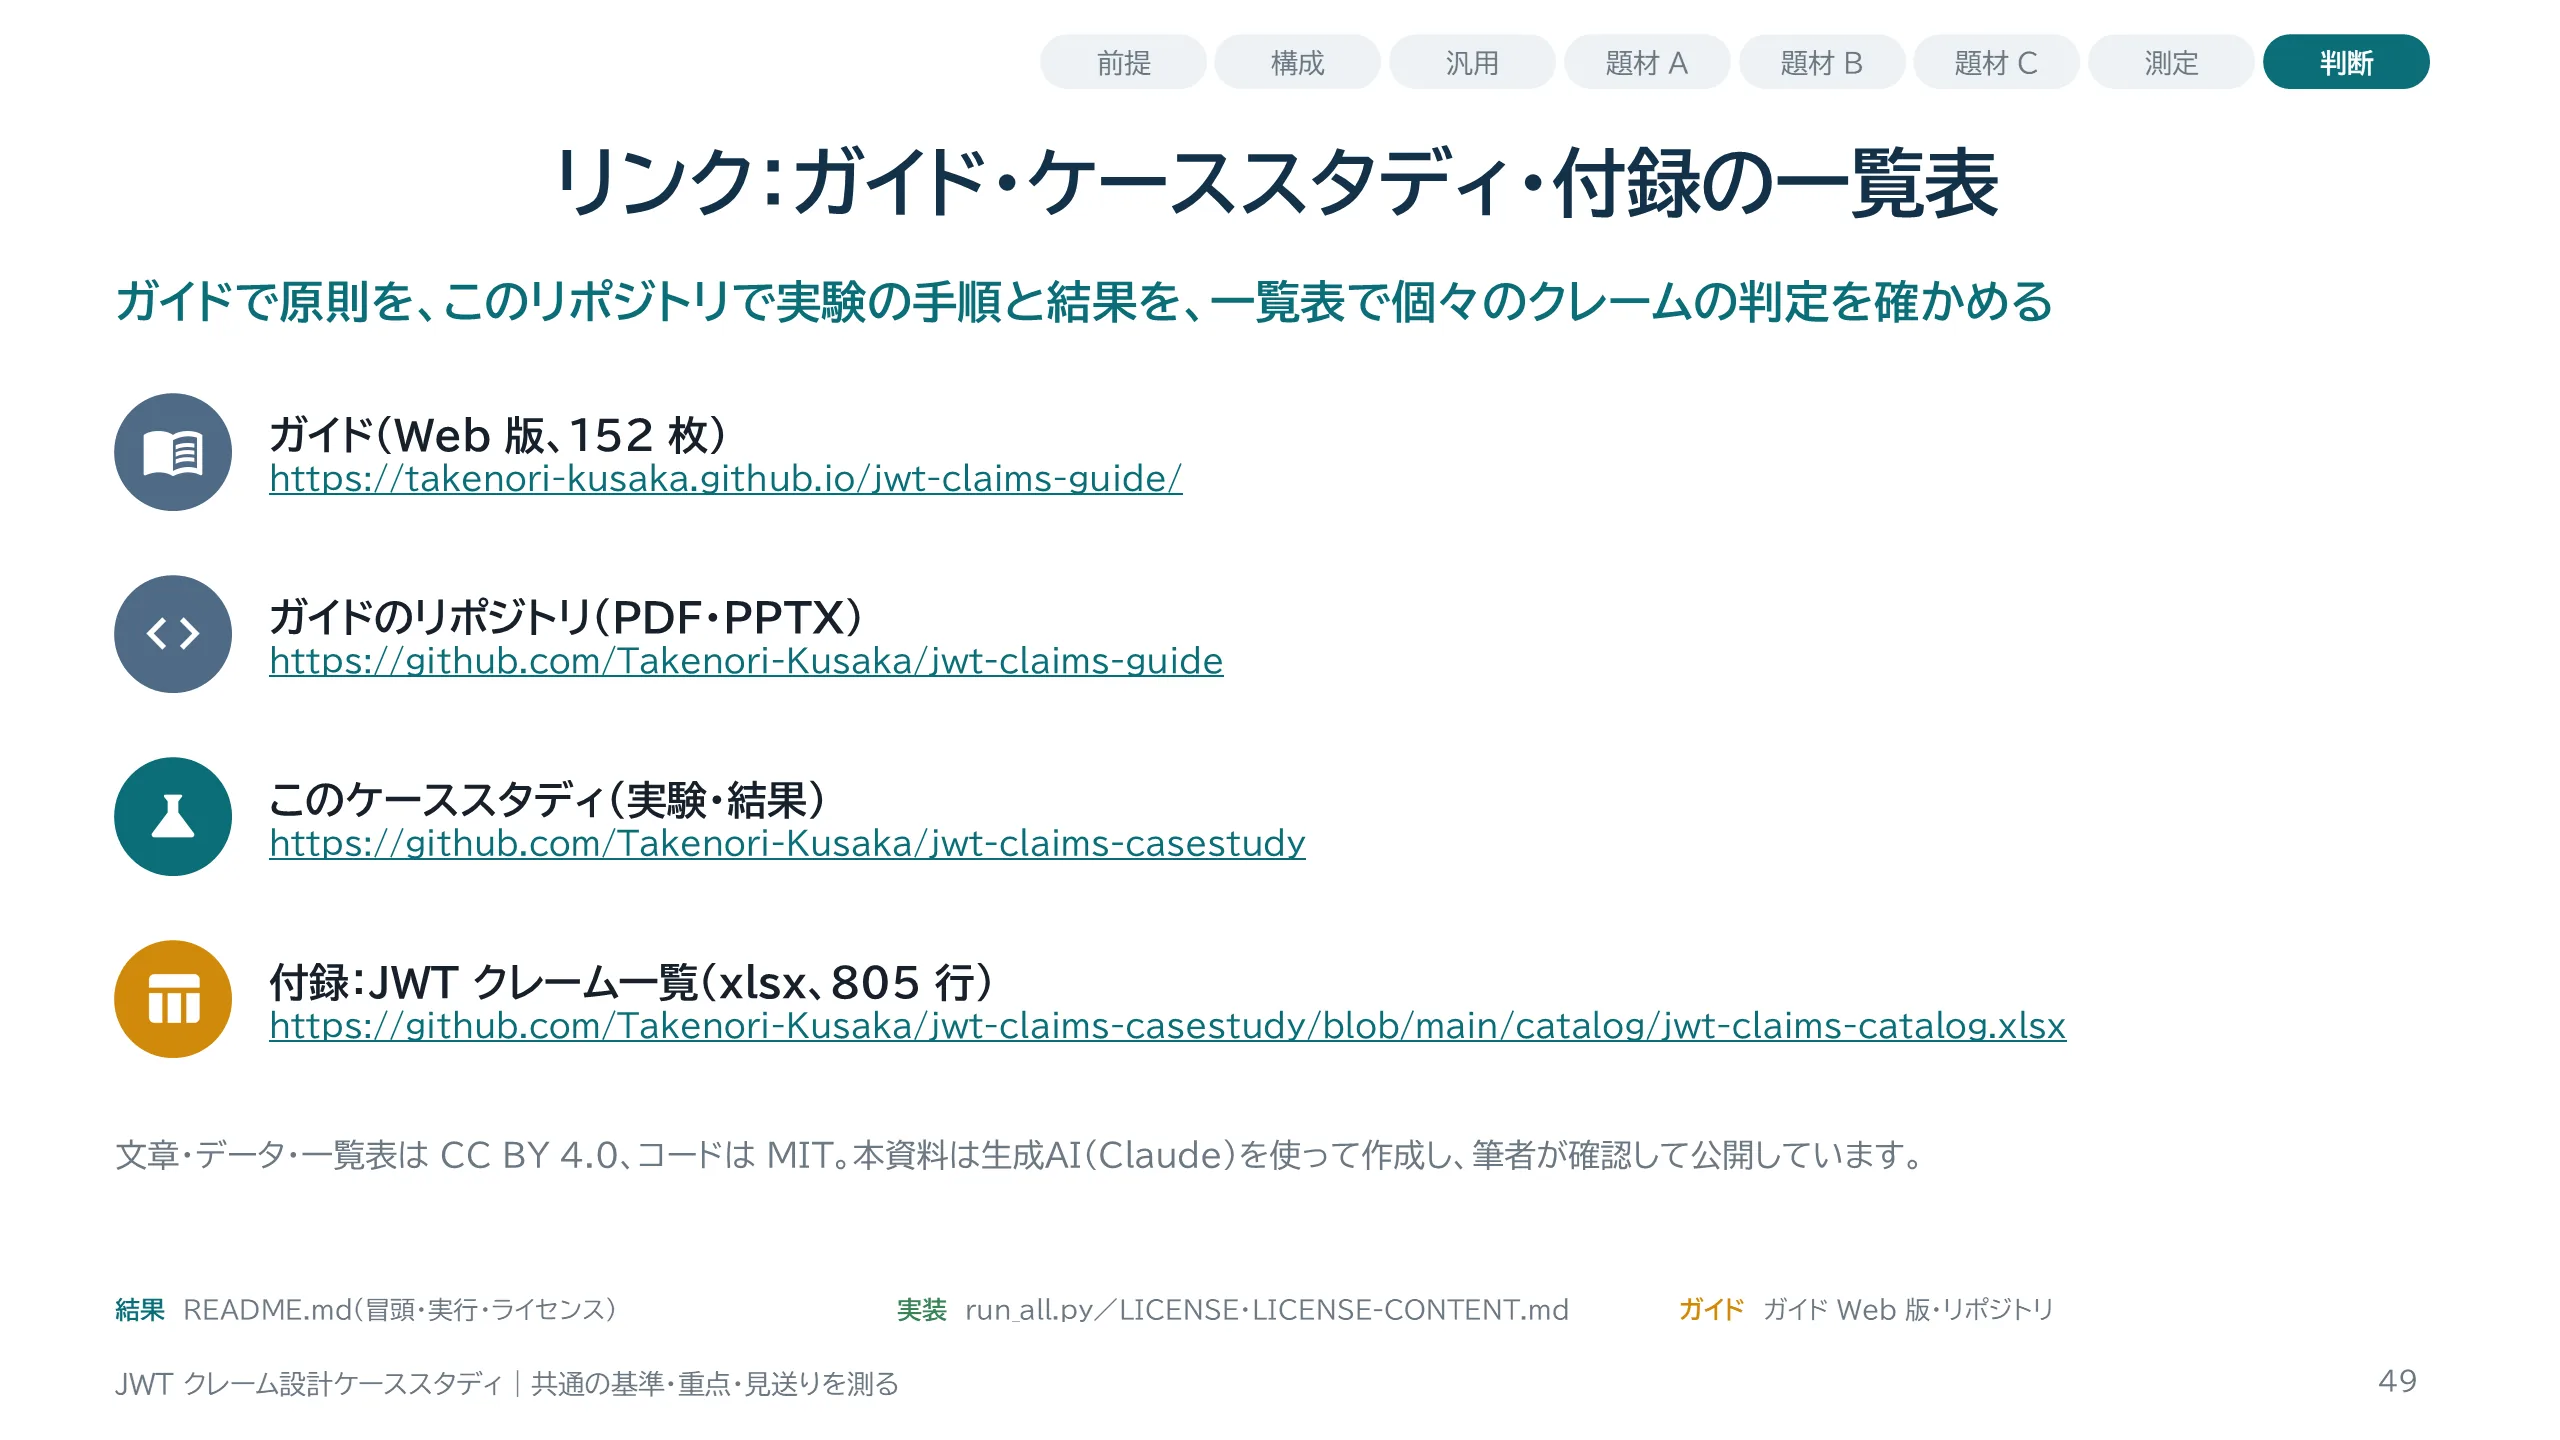 前提
構成
汎用
題材 A
題材 B
題材 C
測定
判断
リンク：ガイド・ケーススタディ・付録の一覧表
ガイドで原則を、このリポジトリで実験の手順と結果を、一覧表で個々のクレームの判定を確かめる
ガイド（Web 版、152 枚）
https://takenori-kusaka.github.io/jwt-claims-guide/
ガイドのリポジトリ（PDF・PPTX）
https://github.com/Takenori-Kusaka/jwt-claims-guide
このケーススタディ（実験・結果）
https://github.com/Takenori-Kusaka/jwt-claims-casestudy
付録：JWT クレーム一覧（xlsx、805 行）
https://github.com/Takenori-Kusaka/jwt-claims-casestudy/blob/main/catalog/jwt-claims-catalog.xlsx
文章・データ・一覧表は CC BY 4.0、コードは MIT。本資料は生成AI（Claude）を使って作成し、筆者が確認して公開しています。
結果 README.md（冒頭・実行・ライセンス）
実装 run_all.py／LICENSE・LICENSE-CONTENT.md
ガイド ガイド Web 版・リポジトリ
JWT クレーム設計ケーススタディ｜共通の基準・重点・見送りを測る
49